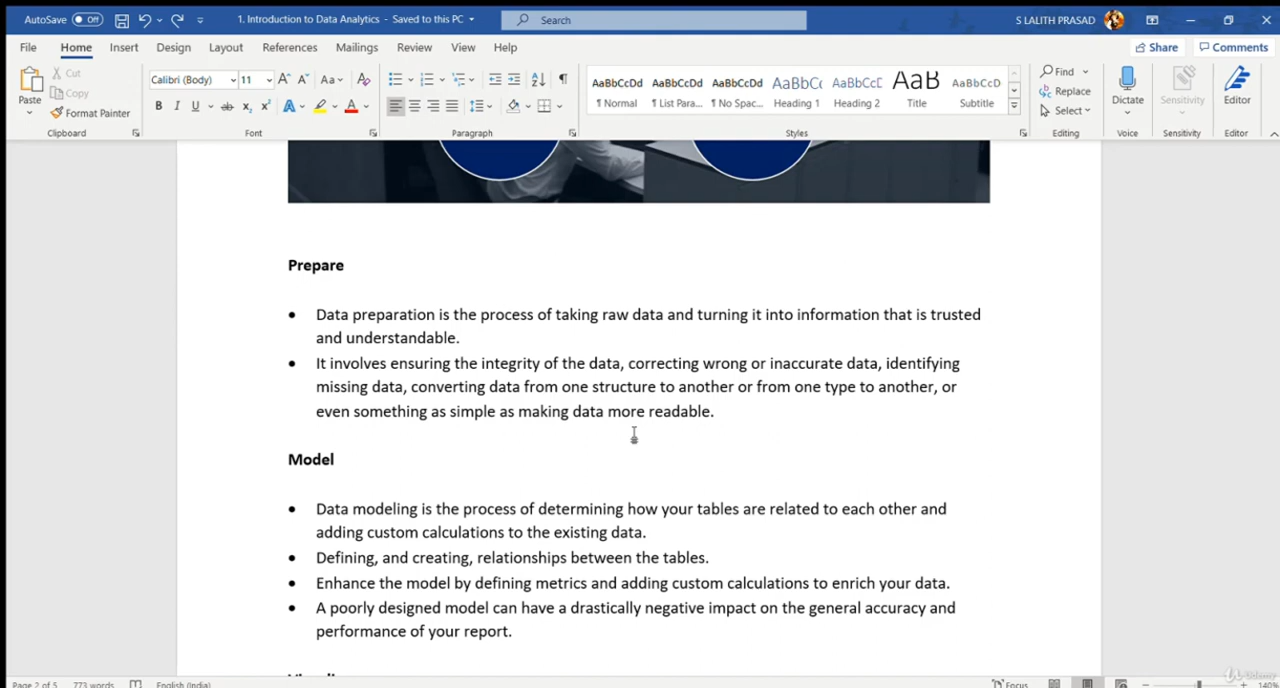 AutoSave Off 1. Introduction to Data Analytics - Saved to this PC Search S LALITH PRASAD
File Home Insert Design Layout References Mailings Review View Help Share Comments
Paste Cut Copy Format Painter
Calibri (Body) 11
AaBbCcDd AaBbCcDd AaBbCcDd AaBbCc AaBbCcD AaB AaBbCcD
¶ Normal ¶ List Para... ¶ No Spac... Heading 1 Heading 2 Title Subtitle
Find Replace Select Dictate Sensitivity Editor
Clipboard Font Paragraph Styles Editing Voice Sensitivity Editor
Prepare
• Data preparation is the process of taking raw data and turning it into information that is trusted
and understandable.
• It involves ensuring the integrity of the data, correcting wrong or inaccurate data, identifying
missing data, converting data from one structure to another or from one type to another, or
even something as simple as making data more readable.
Model
• Data modeling is the process of determining how your tables are related to each other and
adding custom calculations to the existing data.
• Defining, and creating, relationships between the tables.
• Enhance the model by defining metrics and adding custom calculations to enrich your data.
• A poorly designed model can have a drastically negative impact on the general accuracy and
performance of your report.
Page 2 of 5 773 words English (India) Focus 140%
Udemy